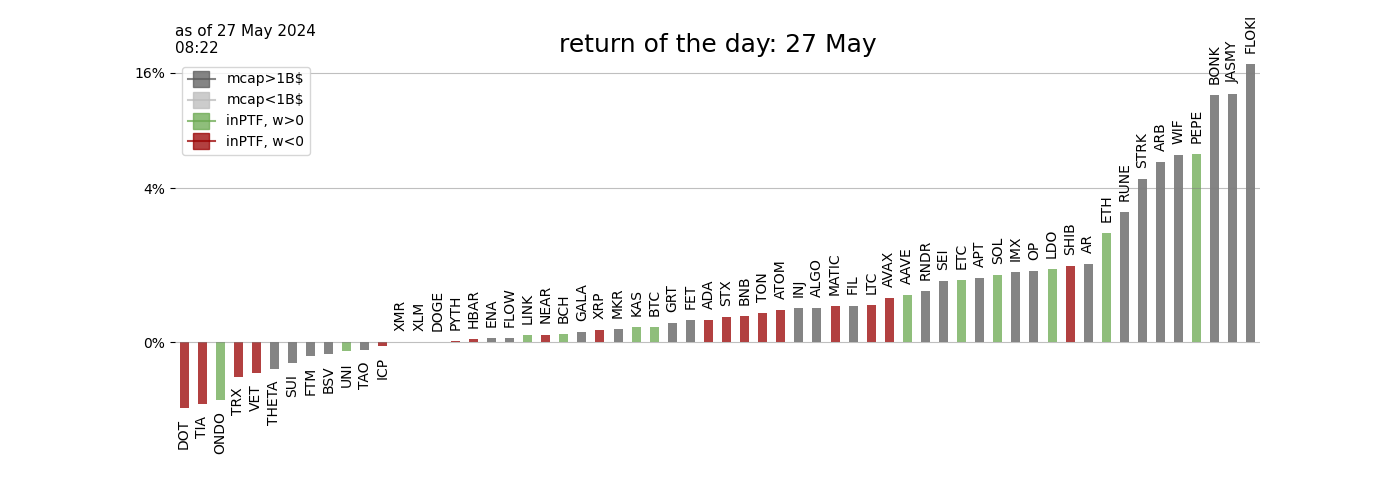 as of 27 May 2024
08:22
return of the day: 27 May
mcap>1B$
mcap<1B$
inPTF, w>0
inPTF, w<0
16%
4%
0%
DOT
TIA
ONDO
TRX
VET
THETA
SUI
FTM
BSV
UNI
TAO
ICP
XMR
XLM
DOGE
PYTH
HBAR
ENA
FLOW
LINK
NEAR
BCH
GALA
XRP
MKR
KAS
BTC
GRT
FET
ADA
STX
BNB
TON
ATOM
INJ
ALGO
MATIC
FIL
LTC
AVAX
AAVE
RNDR
SEI
ETC
APT
SOL
IMX
OP
LDO
SHIB
AR
ETH
RUNE
STRK
ARB
WIF
PEPE
BONK
JASMY
FLOKI